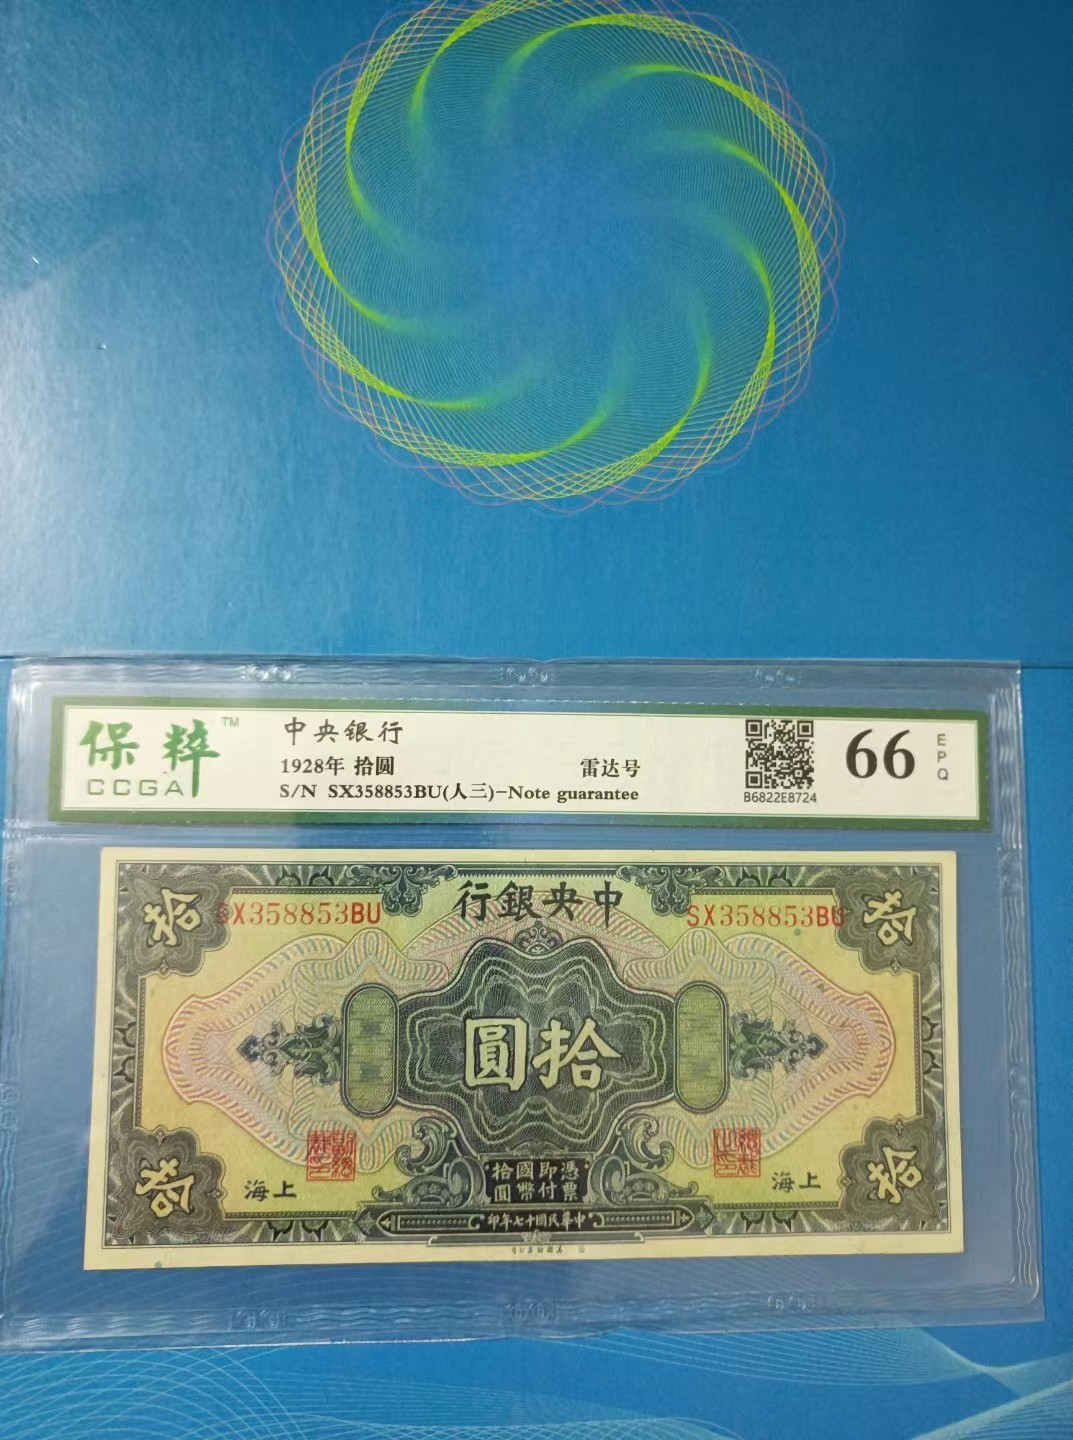 保粹™
CCGA
中央银行
1928年 拾圆
雷达号
S/N SX358853BU(人三)-Note guarantee
B6822E8724
66
EPQ
拾
行銀央中
拾
SX358853BU
SX358853BU
圓拾
憑票即付國幣拾圓
海上
海上
印年七十國民華中
拾
拾